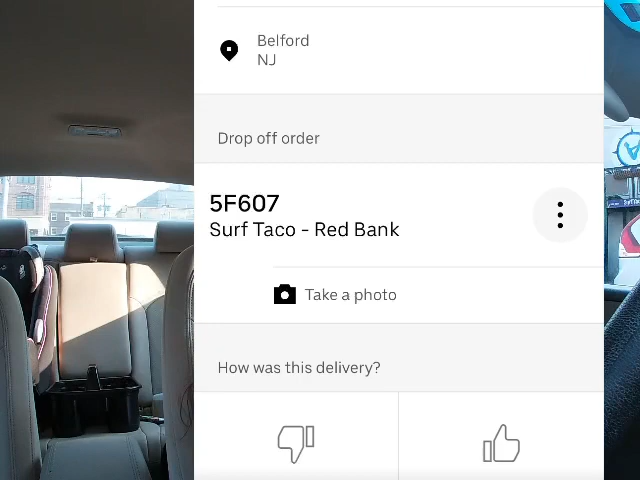 Belford
NJ
Drop off order
5F607
Surf Taco - Red Bank
Take a photo
How was this delivery?